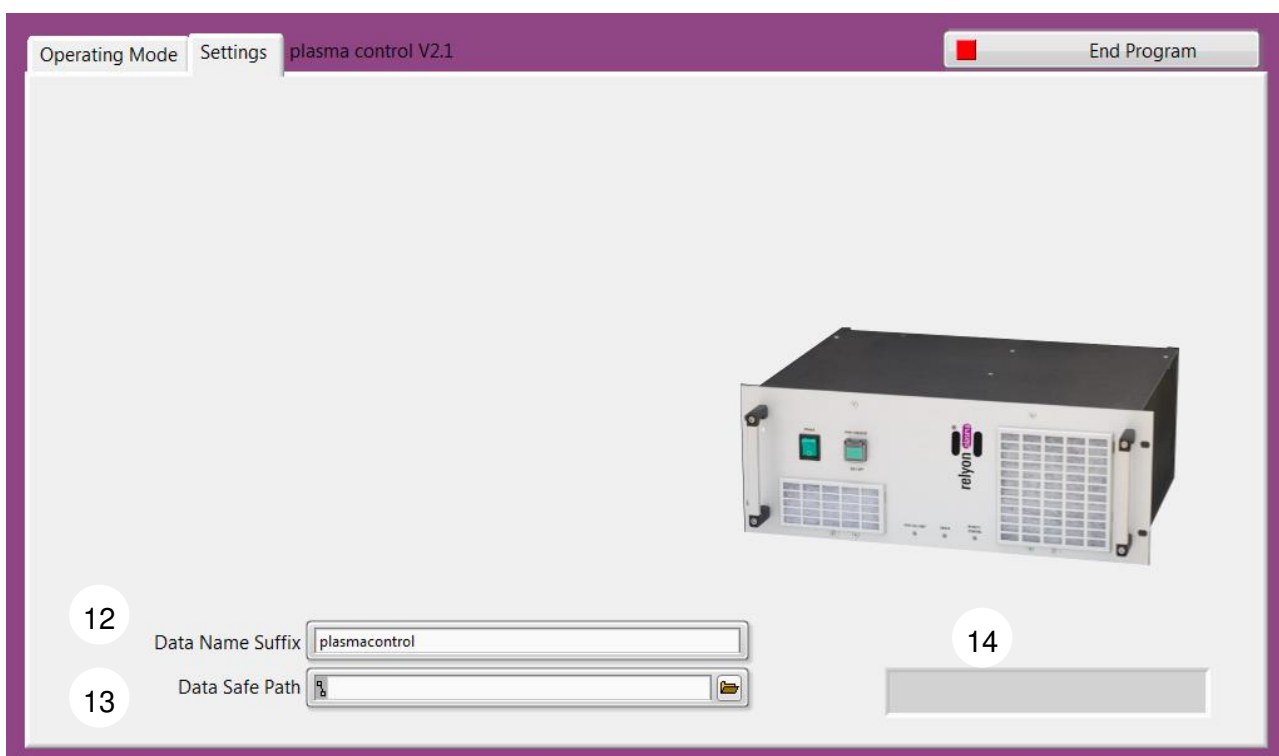 Operating Mode Settings plasma control V2.1 End Program
relyon plasma
12
Data Name Suffix plasmacontrol
14
13 Data Safe Path